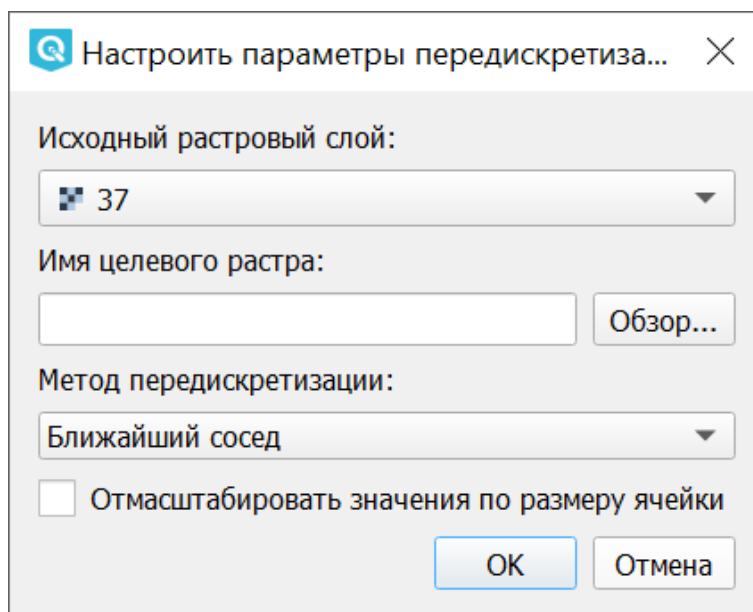 Настроить параметры передискретиза...
Исходный растровый слой:
37
Имя целевого растра:
Обзор...
Метод передискретизации:
Ближайший сосед
Отмасштабировать значения по размеру ячейки
OK
Отмена